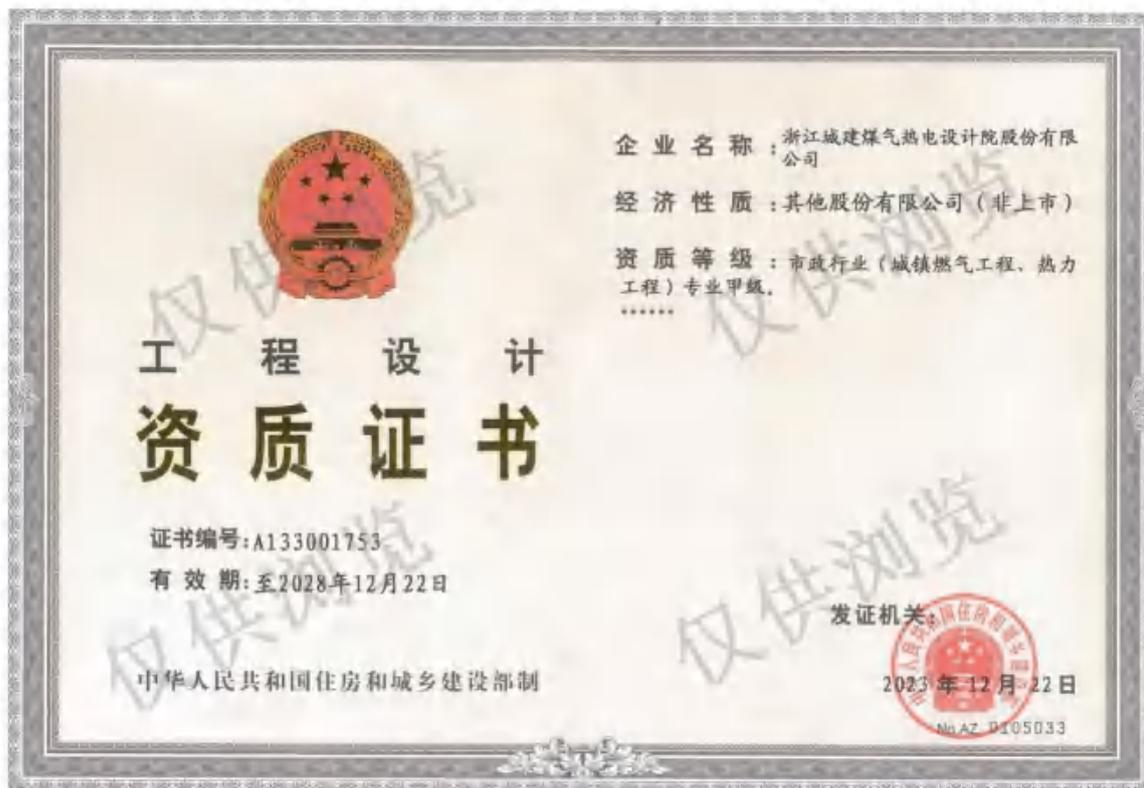 工程设计
资质证书
证书编号:A133001753
有效期:至2028年12月22日
中华人民共和国住房和城乡建设部制
企业名称:浙江城建煤气热电设计院股份有限
公司
经济性质:其他股份有限公司(非上市)
资质等级:市政行业(城镇燃气工程、热力
工程)专业甲级。
******
发证机关:
2023年12月22日
No.AZ 0105033
仅供浏览
仅供浏览
仅供浏览
仅供浏览